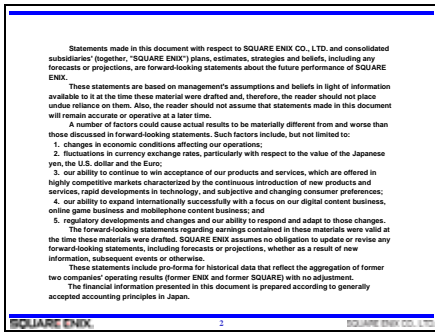 Statements made in this document with respect to SQUARE ENIX CO., LTD. and consolidated
subsidiaries' (together, "SQUARE ENIX") plans, estimates, strategies and beliefs, including any
forecasts or projections, are forward-looking statements about the future performance of SQUARE
ENIX.
These statements are based on management's assumptions and beliefs in light of information
available to it at the time these material were drafted and, therefore, the reader should not place
undue reliance on them. Also, the reader should not assume that statements made in this document
will remain accurate or operative at a later time.
A number of factors could cause actual results to be materially different from and worse than
those discussed in forward-looking statements. Such factors include, but not limited to:
1. changes in economic conditions affecting our operations;
2. fluctuations in currency exchange rates, particularly with respect to the value of the Japanese
yen, the U.S. dollar and the Euro;
3. our ability to continue to win acceptance of our products and services, which are offered in
highly competitive markets characterized by the continuous introduction of new products and
services, rapid developments in technology, and subjective and changing consumer preferences;
4. our ability to expand internationally successfully with a focus on our digital content business,
online game business and mobilephone content business; and
5. regulatory developments and changes and our ability to respond and adapt to those changes.
The forward-looking statements regarding earnings contained in these materials were valid at
the time these materials were drafted. SQUARE ENIX assumes no obligation to update or revise any
forward-looking statements, including forecasts or projections, whether as a result of new
information, subsequent events or otherwise.
These statements include pro-forma for historical data that reflect the aggregation of former
two companies' operating results (former ENIX and former SQUARE) with no adjustment.
The financial information presented in this document is prepared according to generally
accepted accounting principles in Japan.
SQUARE ENIX. 2 SQUARE ENIX CO., LTD.